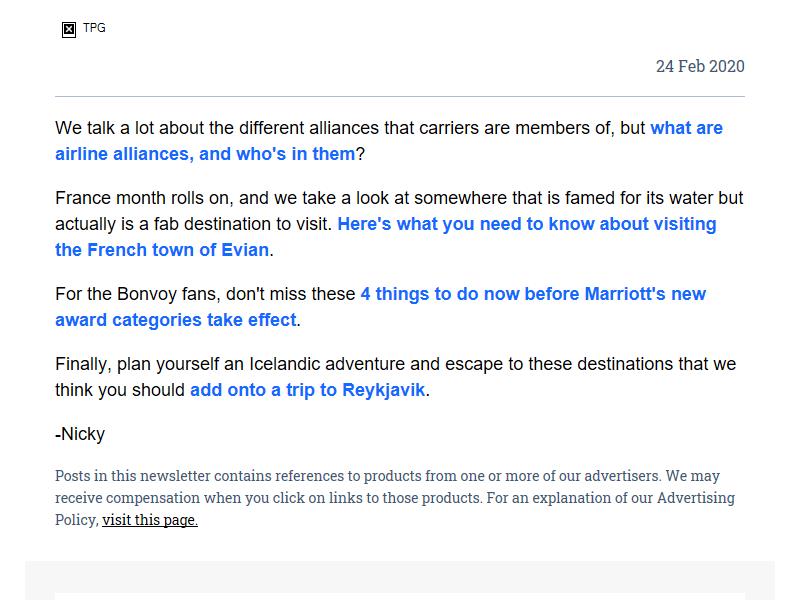 TPG
24 Feb 2020
We talk a lot about the different alliances that carriers are members of, but what are
airline alliances, and who's in them?
France month rolls on, and we take a look at somewhere that is famed for its water but
actually is a fab destination to visit. Here's what you need to know about visiting
the French town of Evian.
For the Bonvoy fans, don't miss these 4 things to do now before Marriott's new
award categories take effect.
Finally, plan yourself an Icelandic adventure and escape to these destinations that we
think you should add onto a trip to Reykjavik.
-Nicky
Posts in this newsletter contains references to products from one or more of our advertisers. We may
receive compensation when you click on links to those products. For an explanation of our Advertising
Policy, visit this page.